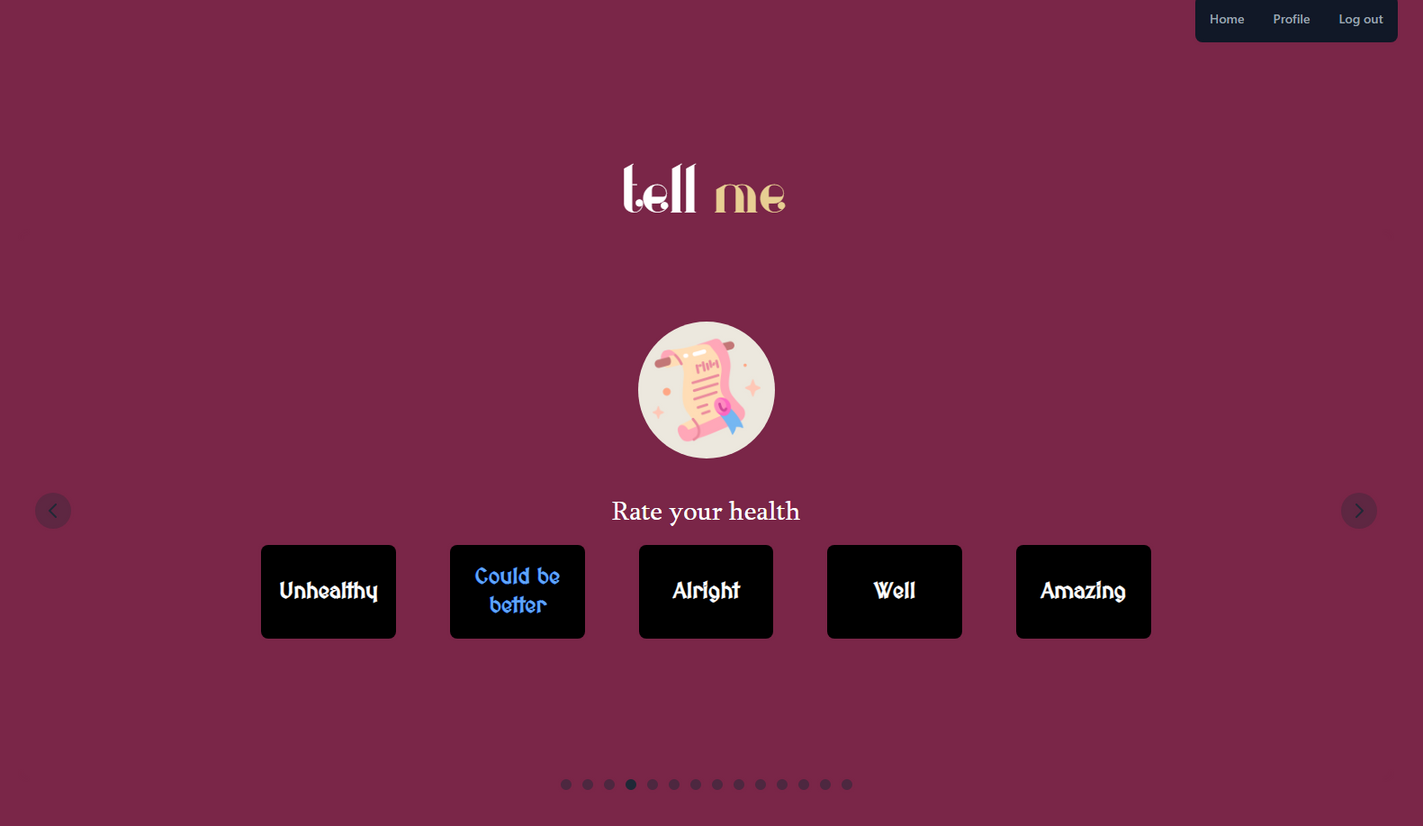 Home Profile Log out
tell me
Rate your health
Unhealthy
Could be
better
Alright
Well
Amazing